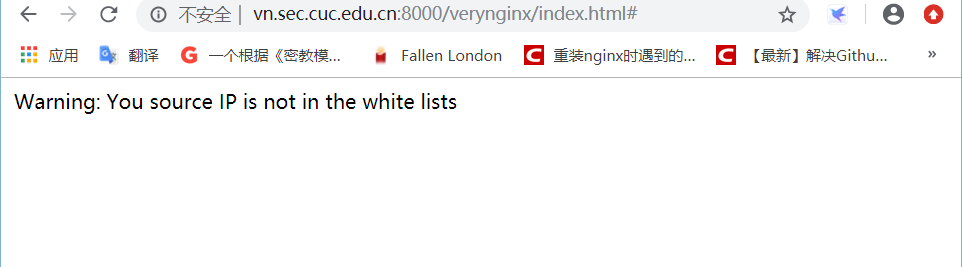 不安全 | vn.sec.cuc.edu.cn:8000/verynginx/index.html#
应用 翻译 一个根据《密教模... Fallen London 重装nginx时遇到的... 【最新】解决Githu... »
Warning: You source IP is not in the white lists